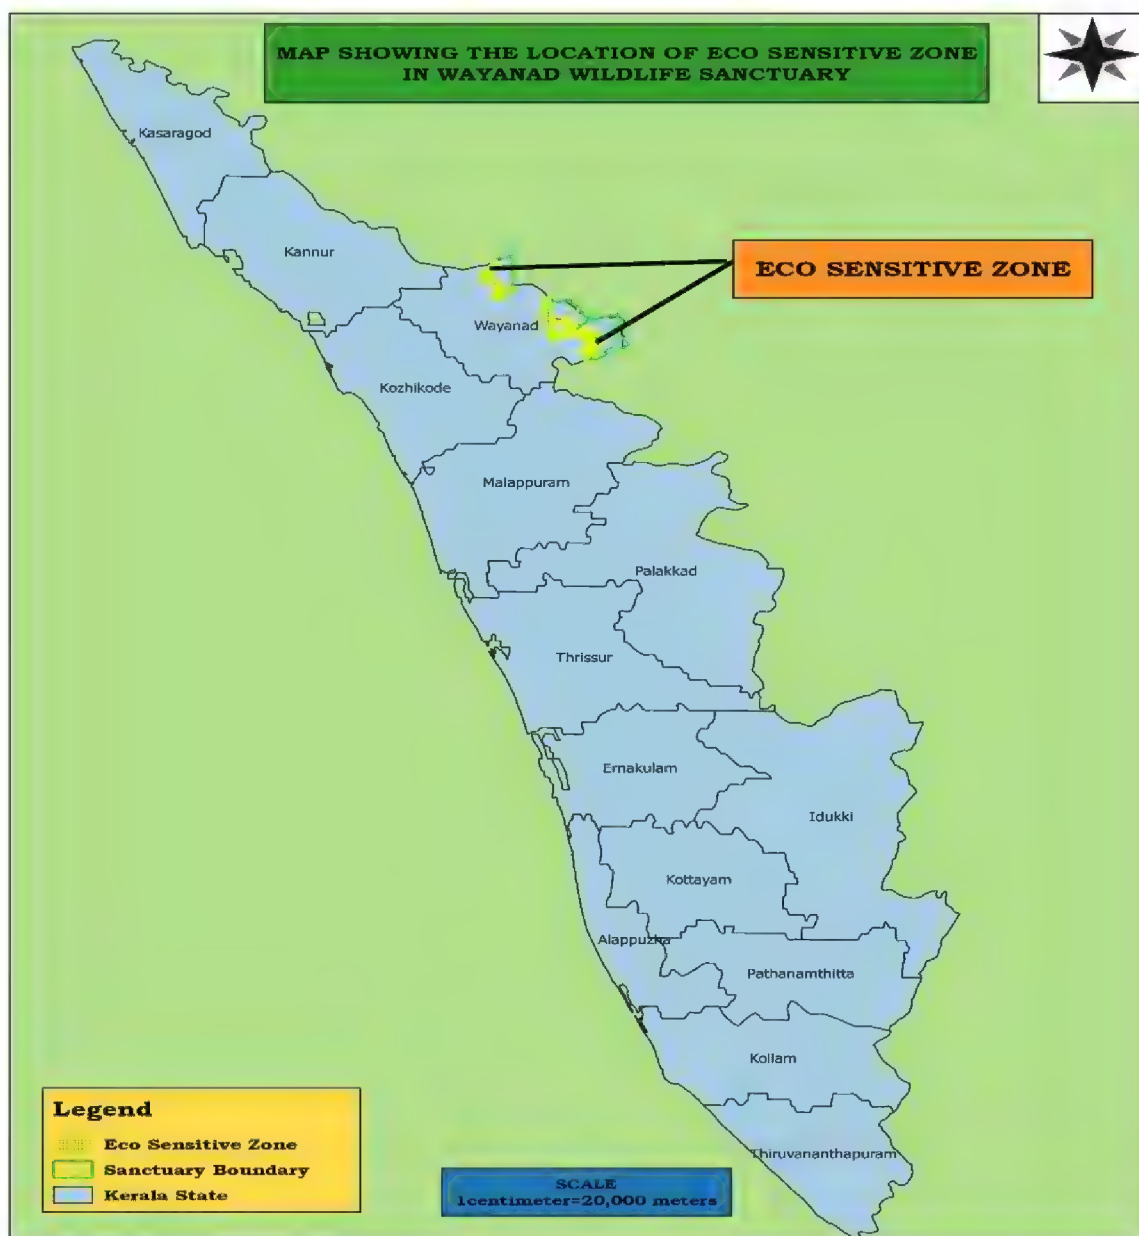 MAP SHOWING THE LOCATION OF ECO SENSITIVE ZONE
IN WAYANAD WILDLIFE SANCTUARY
Kasaragod
Kannur
ECO SENSITIVE ZONE
Wayanad
Kozhikode
Malappuram
Palakkad
Thrissur
Ernakulam
Idukki
Kottayam
Alappuzha
Pathanamthitta
Kollam
Thiruvananthapuram
Legend
Eco Sensitive Zone
Sanctuary Boundary
Kerala State
SCALE
1centimeter=20,000 meters